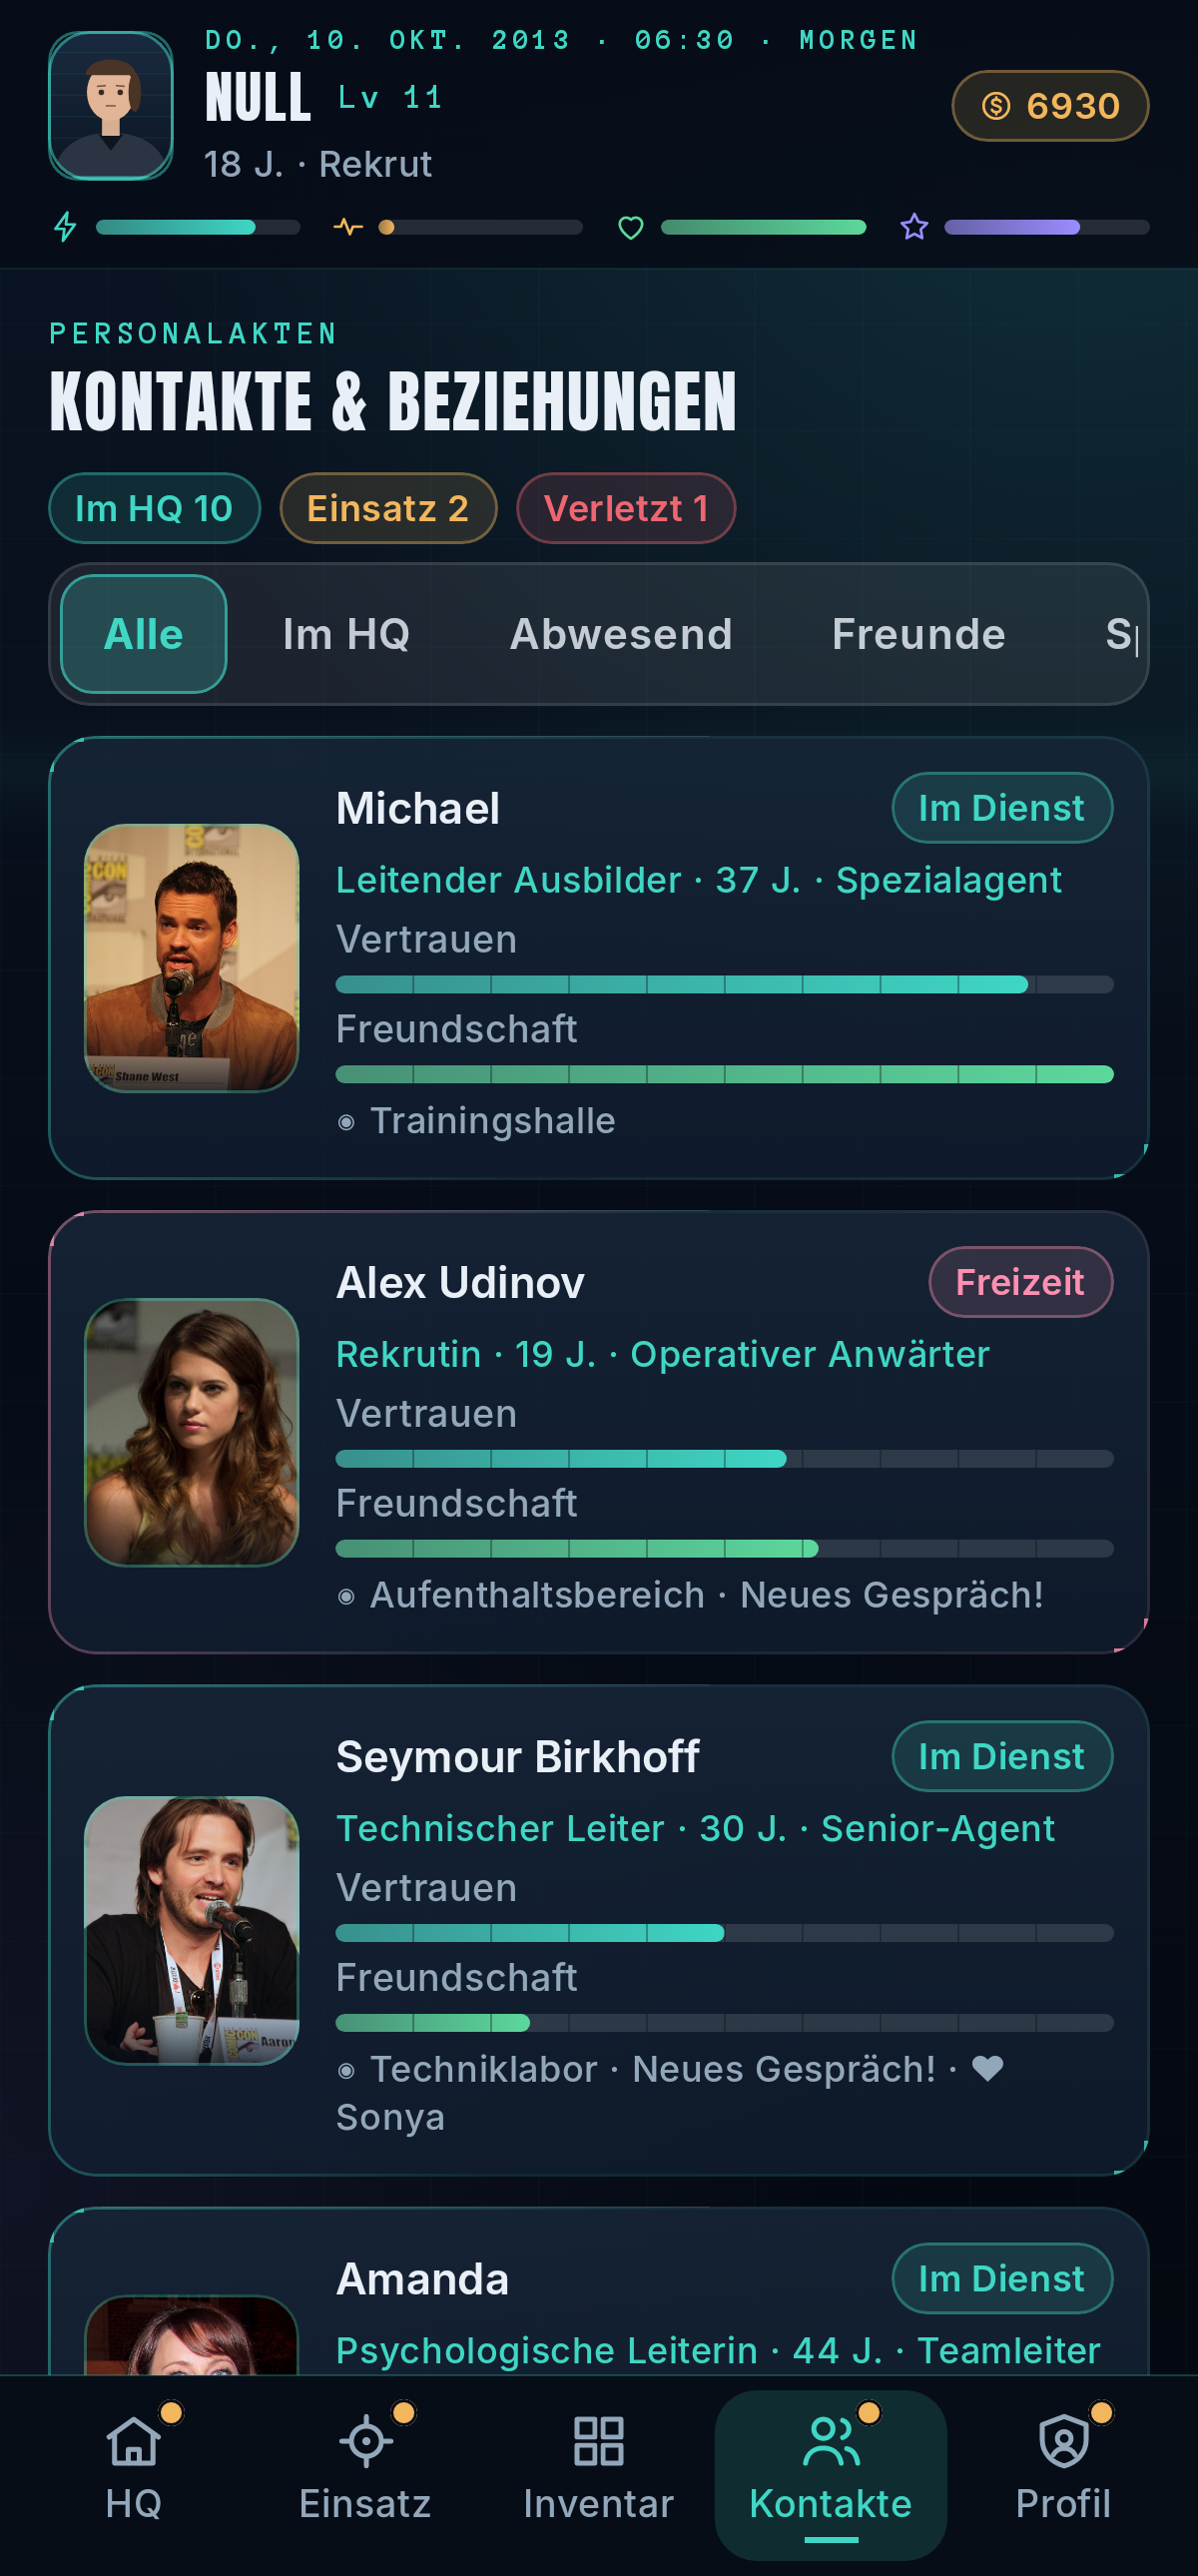 DO., 10. OKT. 2013 · 06:30 · MORGEN
NULL Lv 11
6930
18 J. · Rekrut
PERSONALAKTEN
KONTAKTE & BEZIEHUNGEN
Im HQ 10 Einsatz 2 Verletzt 1
Alle Im HQ Abwesend Freunde
Michael Im Dienst
Leitender Ausbilder · 37 J. · Spezialagent
Vertrauen
Freundschaft
◉ Trainingshalle
Shane West
Alex Udinov Freizeit
Rekrutin · 19 J. · Operativer Anwärter
Vertrauen
Freundschaft
◉ Aufenthaltsbereich · Neues Gespräch!
Seymour Birkhoff Im Dienst
Technischer Leiter · 30 J. · Senior-Agent
Vertrauen
Freundschaft
◉ Techniklabor · Neues Gespräch! · ♥
Sonya
Amanda Im Dienst
Psychologische Leiterin · 44 J. · Teamleiter
HQ Einsatz Inventar Kontakte Profil